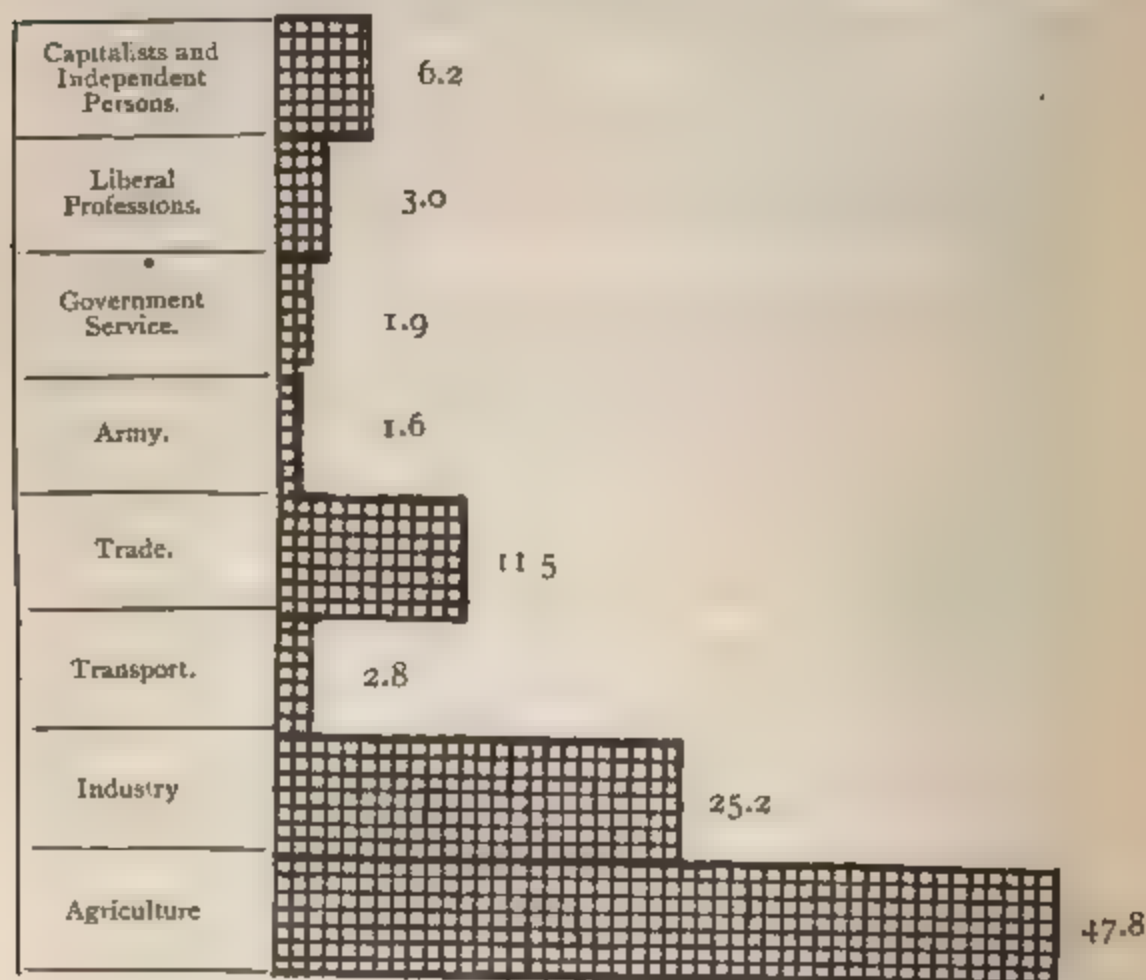 Capitalists and
Independent
Persons.
6.2
Liberal
Professions.
3.0
Government
Service.
1.9
Army.
1.6
Trade.
11 5
Transport.
2.8
Industry
25.2
Agriculture
47.8